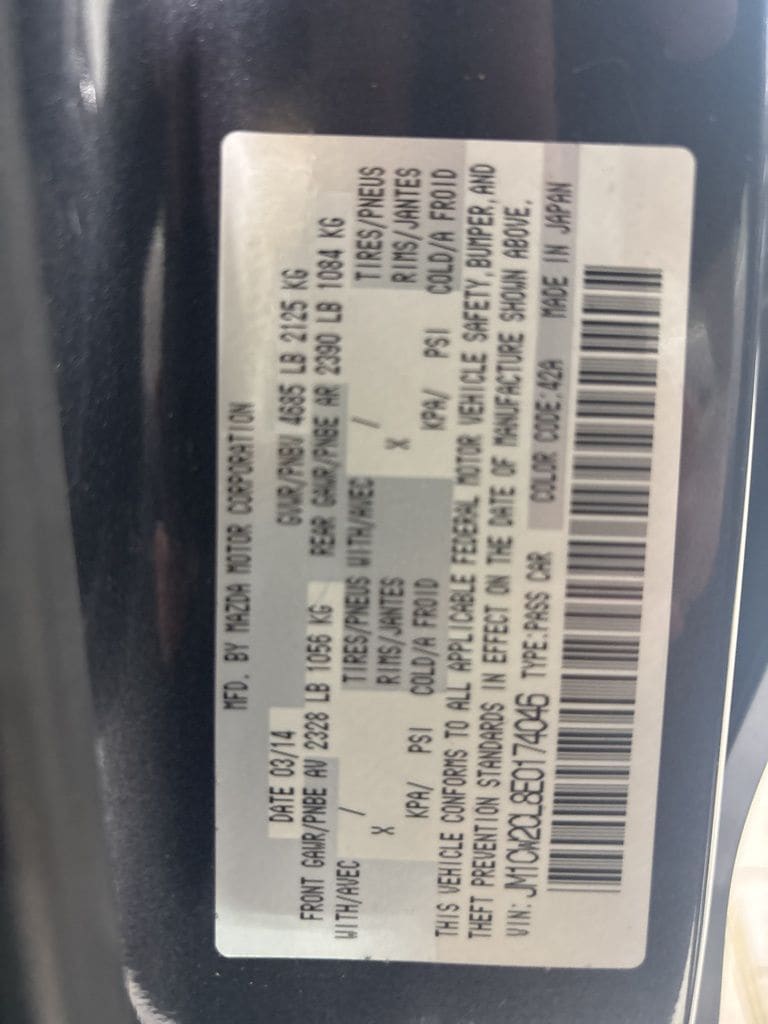 MFD. BY MAZDA MOTOR CORPORATION
DATE 03/14 GVWR/PNBV 4685 LB 2125 KG
FRONT GAWR/PNBE AV 2328 LB 1056 KG REAR GAWR/PNBE AR 2390 LB 1084 KG
WITH/AVEC / TIRES/PNEUS WITH/AVEC / TIRES/PNEUS
X RIMS/JANTES X RIMS/JANTES
KPA/ PSI COLD/A FROID KPA/ PSI COLD/A FROID
THIS VEHICLE CONFORMS TO ALL APPLICABLE FEDERAL MOTOR VEHICLE SAFETY, BUMPER, AND
THEFT PREVENTION STANDARDS IN EFFECT ON THE DATE OF MANUFACTURE SHOWN ABOVE.
VIN: JM1CW2CL8E0174046 TYPE:PASS CAR COLOR CODE:42A MADE IN JAPAN